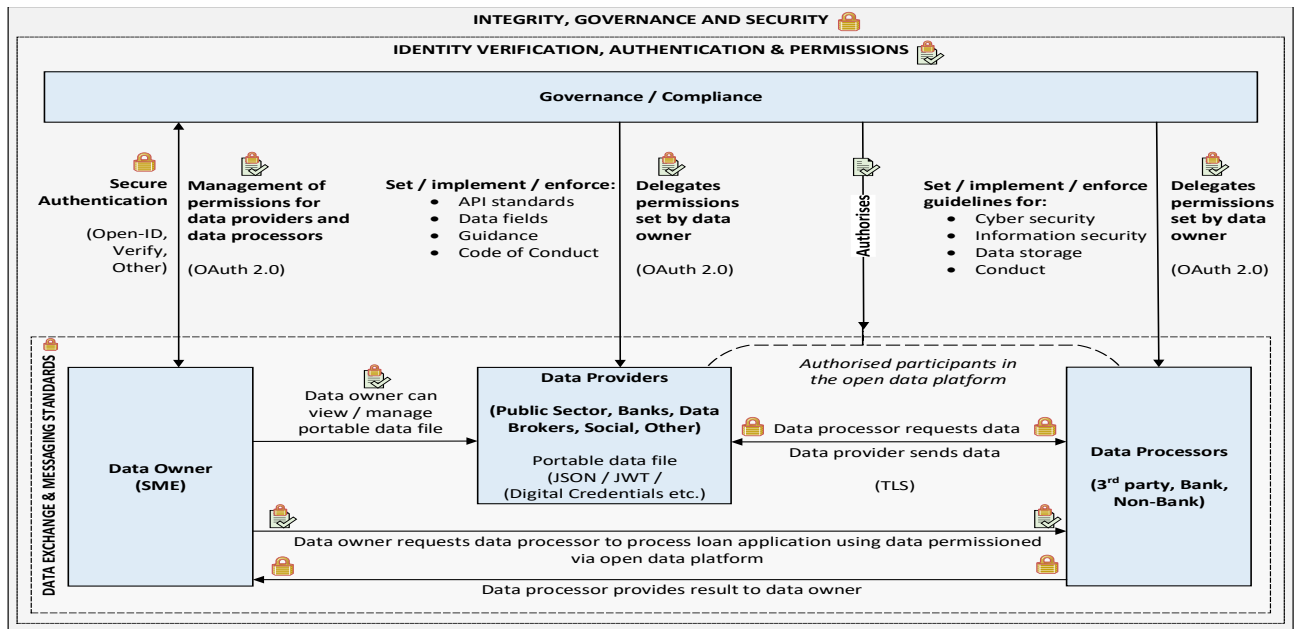 INTEGRITY, GOVERNANCE AND SECURITY
IDENTITY VERIFICATION, AUTHENTICATION & PERMISSIONS
Governance / Compliance
Secure
Authentication
(Open-ID,
Verify,
Other)
Management of
permissions for
data providers and
data processors
(OAuth 2.0)
Set / implement / enforce:
• API standards
• Data fields
• Guidance
• Code of Conduct
Delegates
permissions
set by data
owner
(OAuth 2.0)
Authorises
Set / implement / enforce
guidelines for:
• Cyber security
• Information security
• Data storage
• Conduct
Delegates
permissions
set by data
owner
(OAuth 2.0)
DATA EXCHANGE & MESSAGING STANDARDS
Data Owner
(SME)
Data owner can
view / manage
portable data file
Data Providers
(Public Sector, Banks, Data
Brokers, Social, Other)
Portable data file
(JSON / JWT /
(Digital Credentials etc.)
Authorised participants in
the open data platform
Data processor requests data
Data provider sends data
(TLS)
Data Processors
(3rd party, Bank,
Non-Bank)
Data owner requests data processor to process loan application using data permissioned
via open data platform
Data processor provides result to data owner